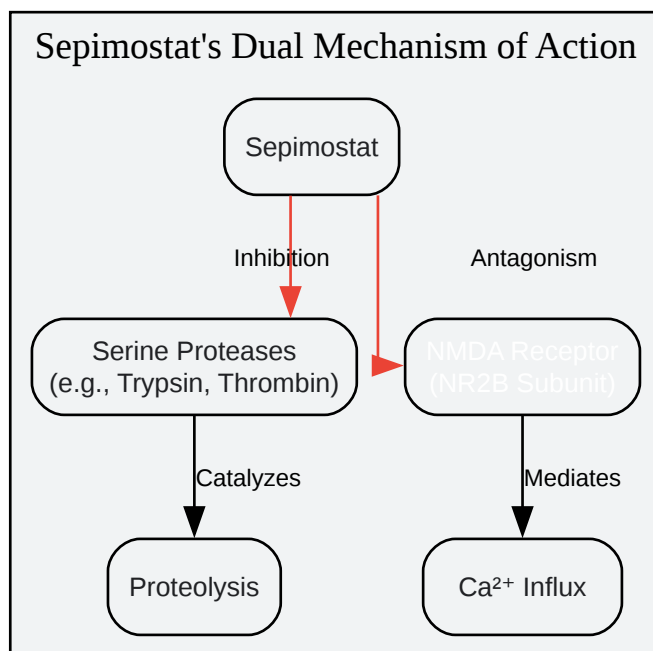 Sepimostat's Dual Mechanism of Action
Sepimostat
Inhibition
Antagonism
Serine Proteases
(e.g., Trypsin, Thrombin)
NMDA Receptor
(NR2B Subunit)
Catalyzes
Mediates
Proteolysis
Ca²⁺ Influx